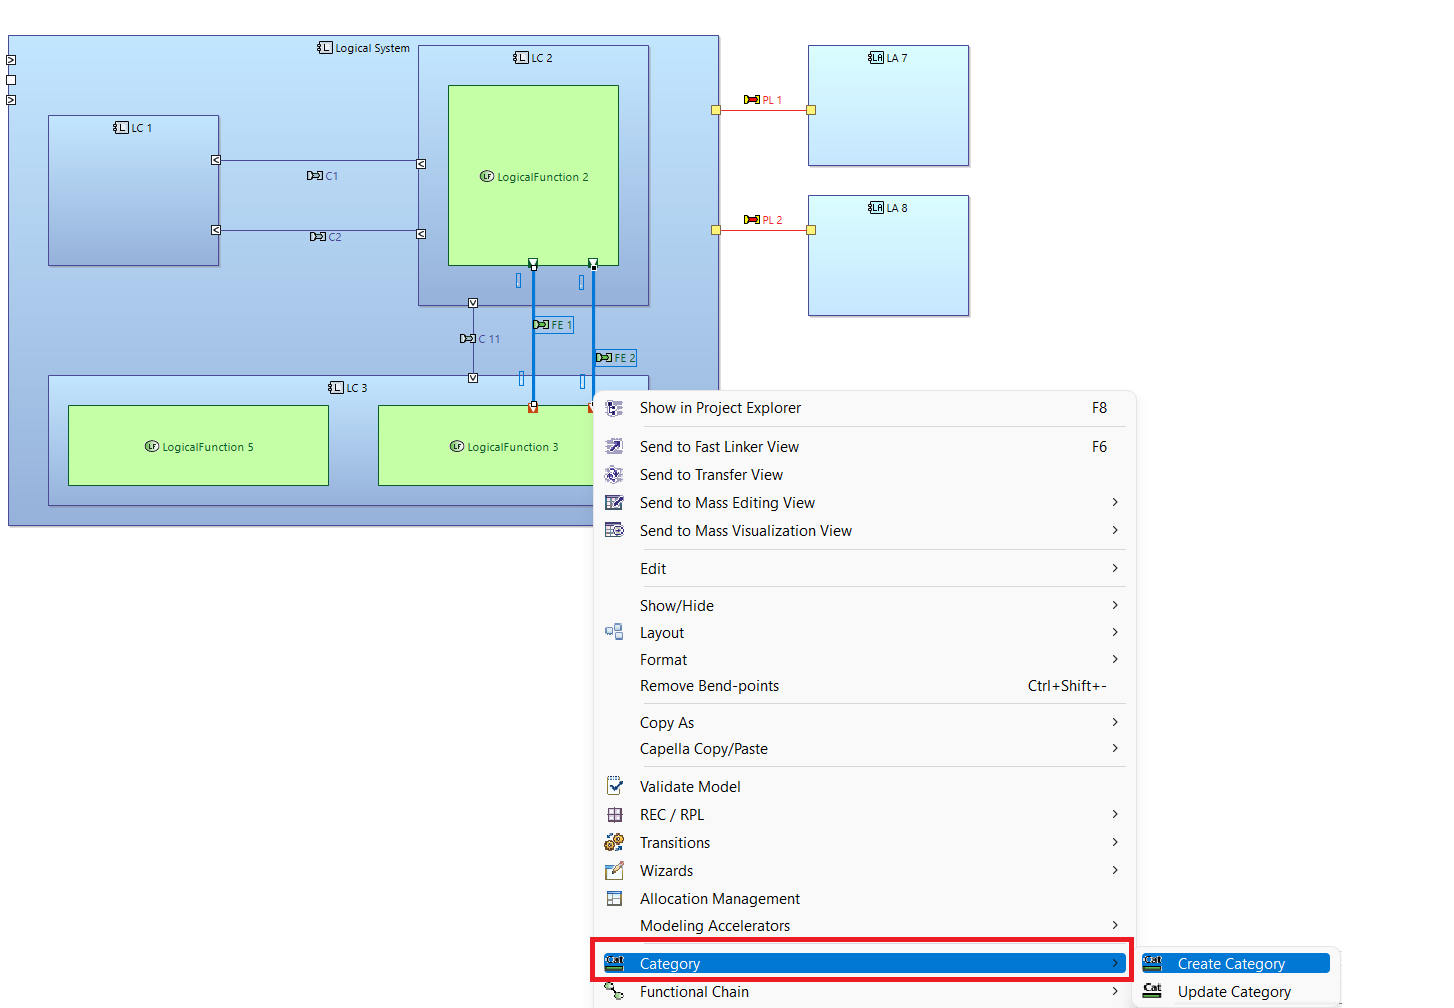 Logical System
LC 2
LA 7
PL 1
LC 1
LogicalFunction 2
C1
C2
LA 8
PL 2
FE 1
C 11
FE 2
LC 3
LogicalFunction 5
LogicalFunction 3
Show in Project Explorer F8
Send to Fast Linker View F6
Send to Transfer View
Send to Mass Editing View
Send to Mass Visualization View
Edit
Show/Hide
Layout
Format
Remove Bend-points Ctrl+Shift+-
Copy As
Capella Copy/Paste
Validate Model
REC / RPL
Transitions
Wizards
Allocation Management
Modeling Accelerators
Category
Create Category
Functional Chain
Update Category